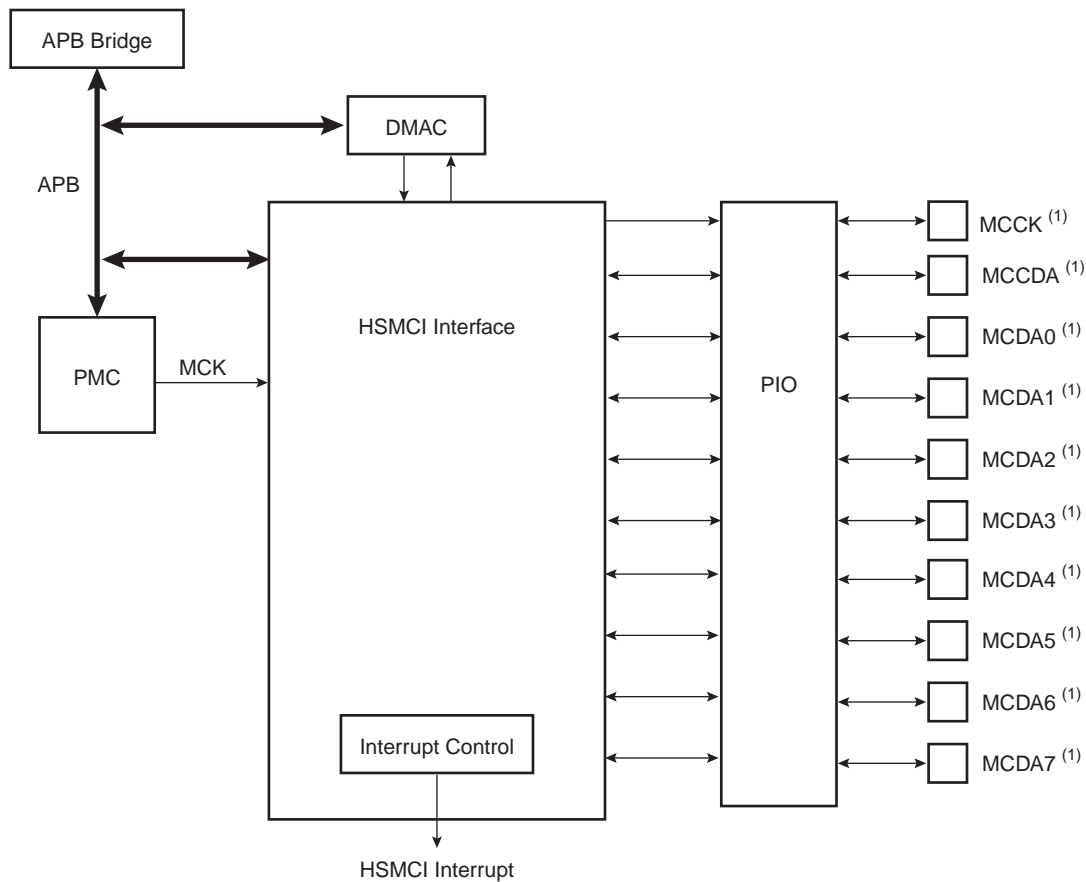 APB Bridge
DMAC
APB
MCCK (1)
MCCDA (1)
HSMCI Interface
MCDA0 (1)
PMC
MCK
PIO
MCDA1 (1)
MCDA2 (1)
MCDA3 (1)
MCDA4 (1)
MCDA5 (1)
MCDA6 (1)
Interrupt Control
MCDA7 (1)
HSMCI Interrupt